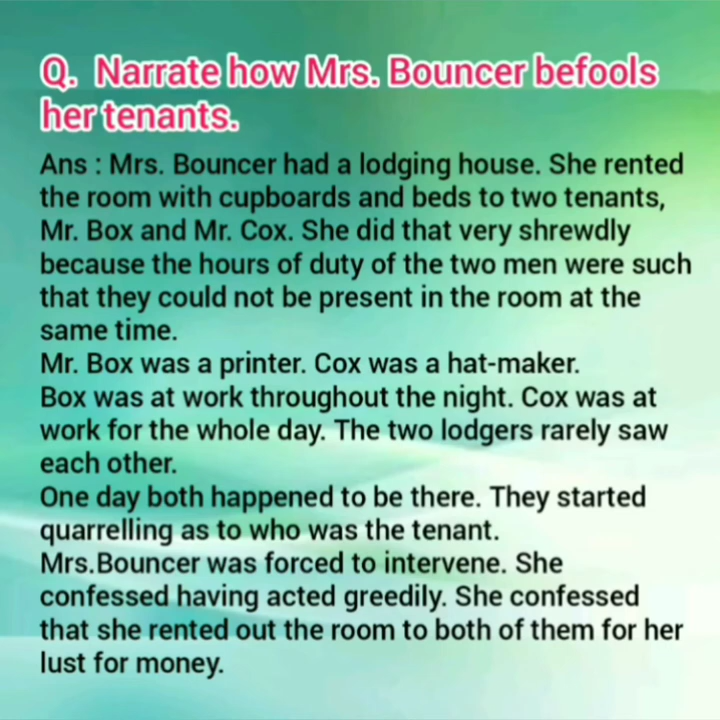 Q. Narrate how Mrs. Bouncer befools
her tenants.
Ans : Mrs. Bouncer had a lodging house. She rented
the room with cupboards and beds to two tenants,
Mr. Box and Mr. Cox. She did that very shrewdly
because the hours of duty of the two men were such
that they could not be present in the room at the
same time.
Mr. Box was a printer. Cox was a hat-maker.
Box was at work throughout the night. Cox was at
work for the whole day. The two lodgers rarely saw
each other.
One day both happened to be there. They started
quarrelling as to who was the tenant.
Mrs.Bouncer was forced to intervene. She
confessed having acted greedily. She confessed
that she rented out the room to both of them for her
lust for money.